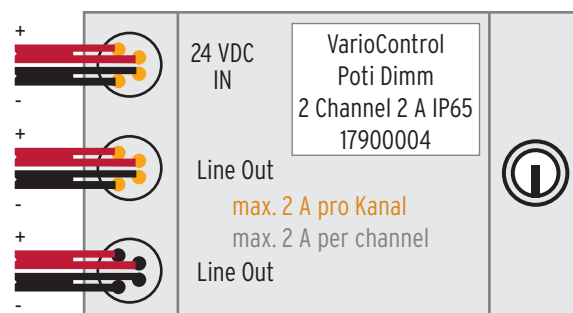 +
-
24 VDC
IN
VarioControl
Poti Dimm
2 Channel 2 A IP65
17900004
+
-
Line Out
max. 2 A pro Kanal
max. 2 A per channel
+
-
Line Out